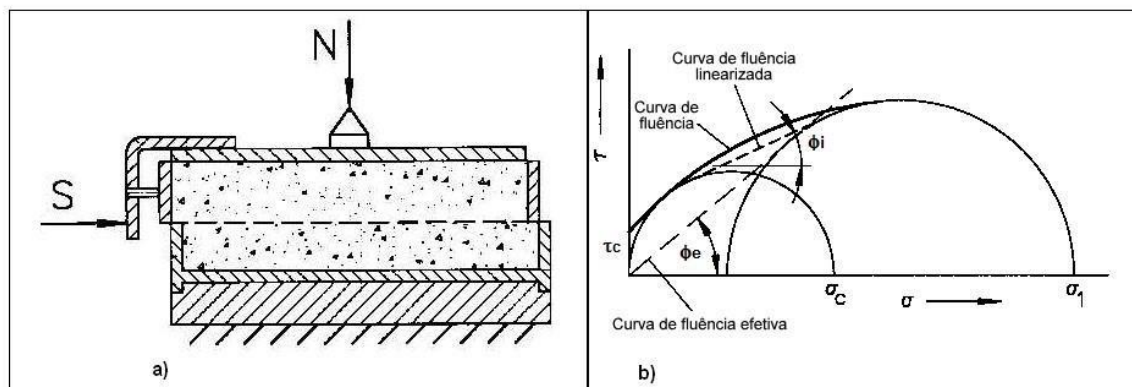 N
S
a)
τ
Curva de fluência
linearizada
Curva de
fluência
ϕi
τc
ϕe
σc
σ
σ1
Curva de fluência efetiva
b)